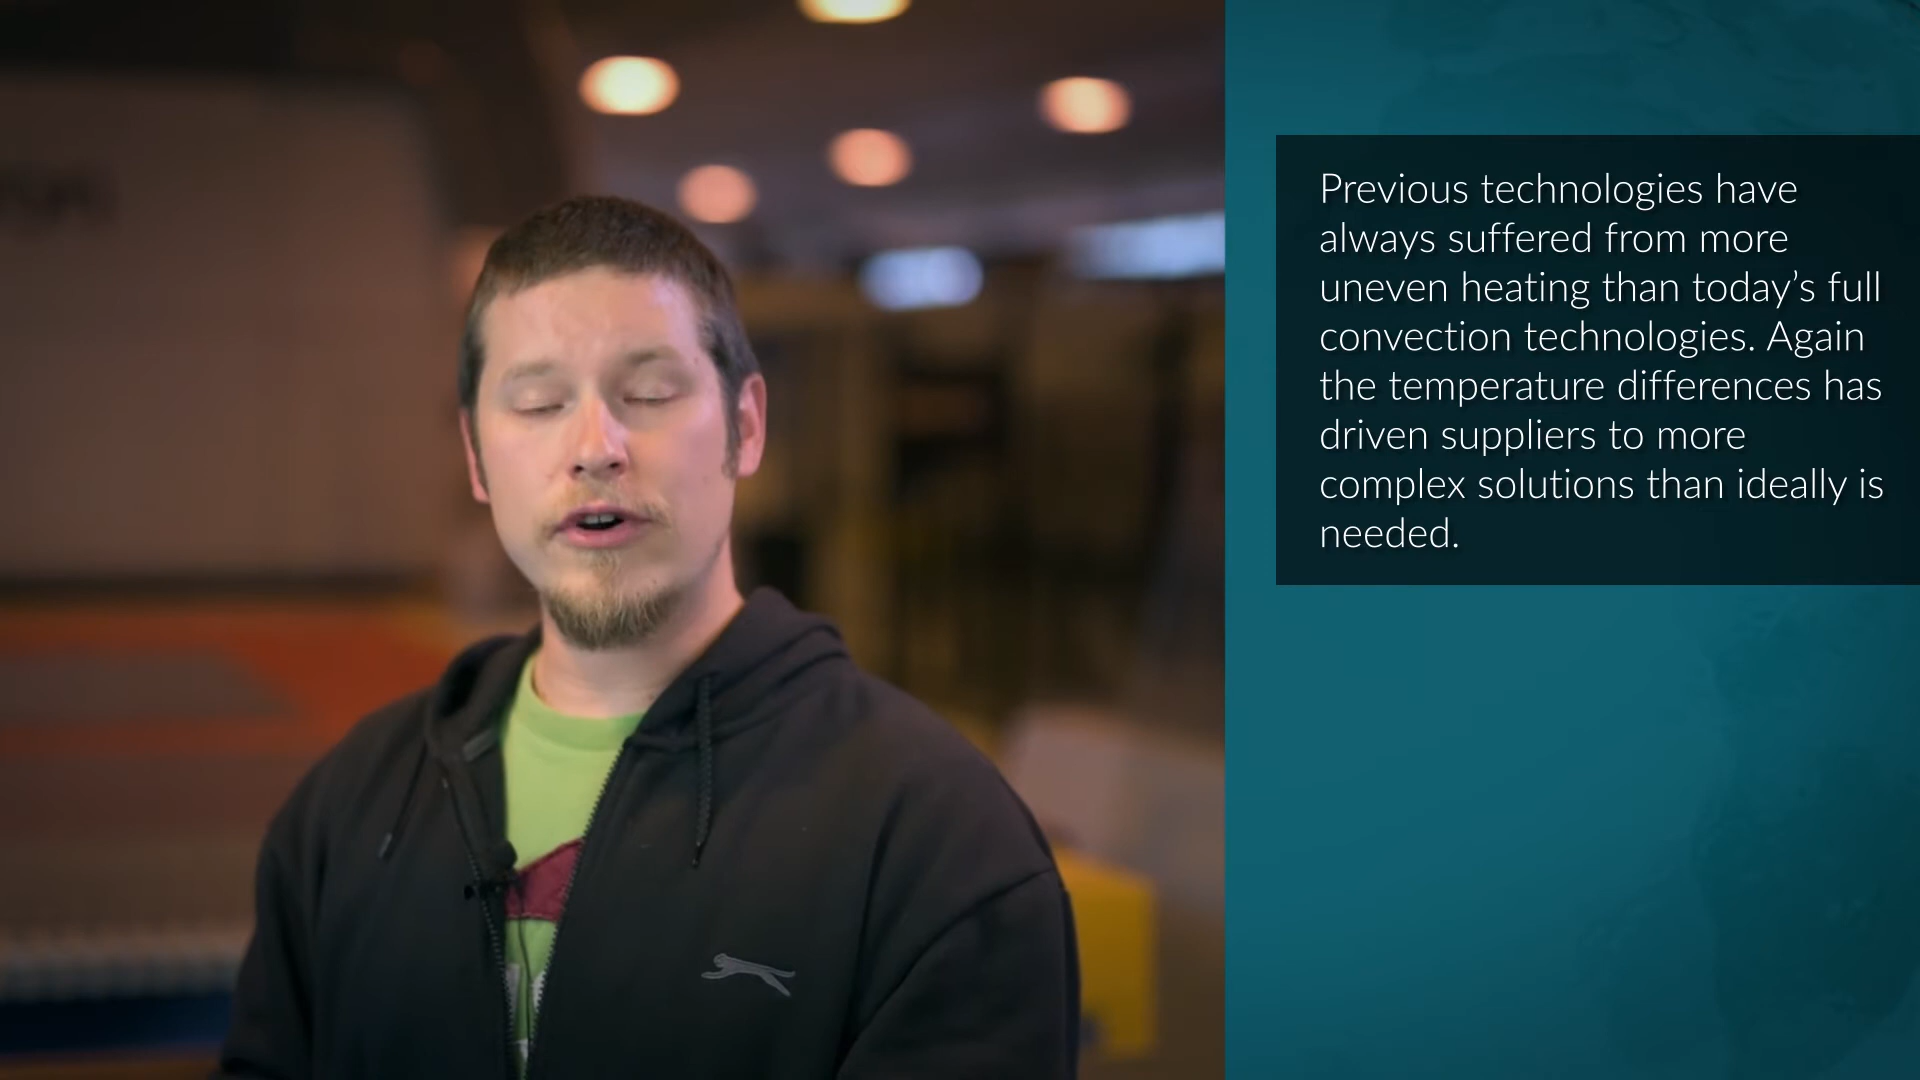 Previous technologies have
always suffered from more
uneven heating than today’s full
convection technologies. Again
the temperature differences has
driven suppliers to more
complex solutions than ideally is
needed.